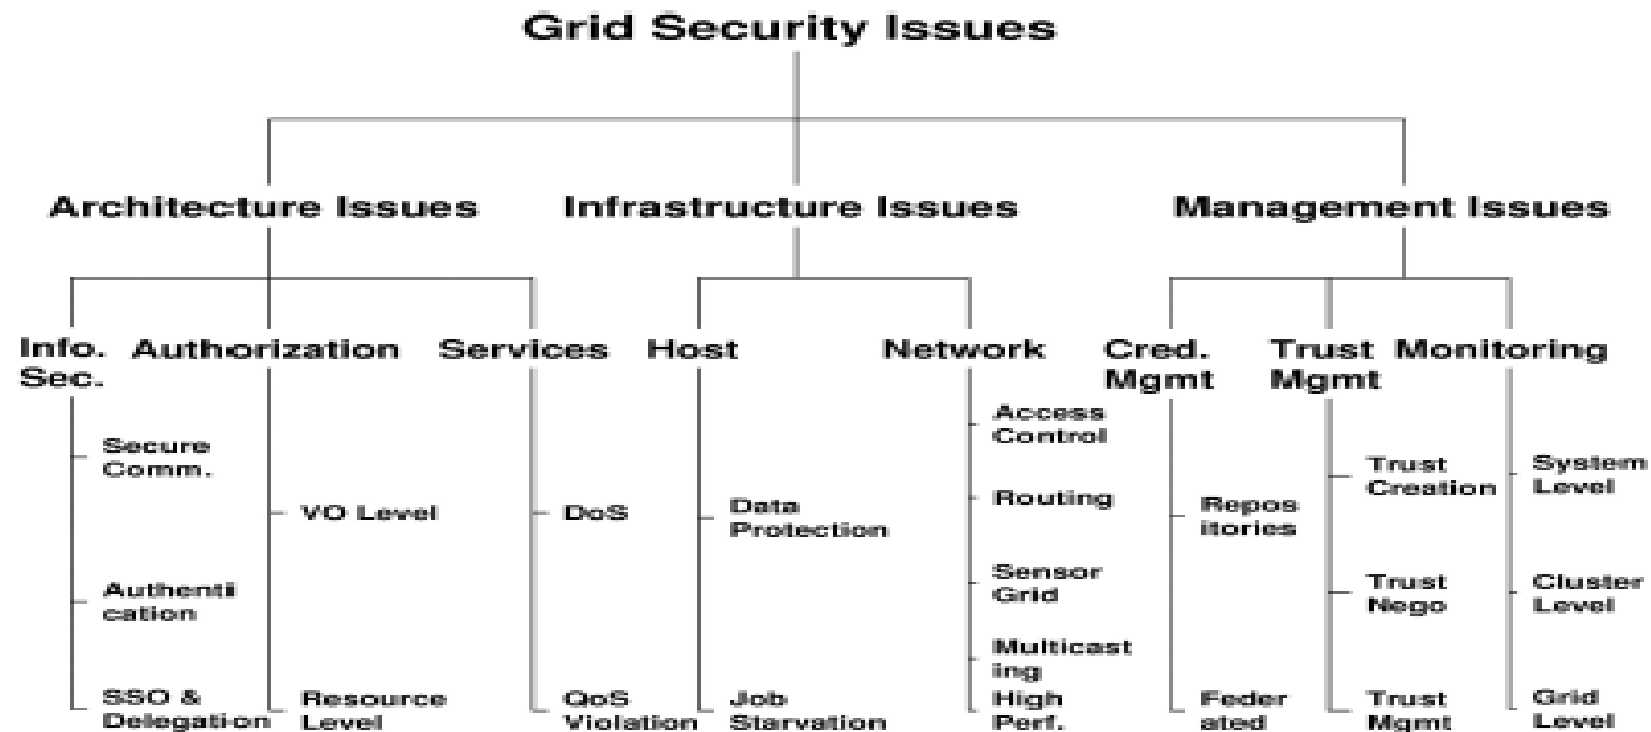 Grid Security Issues
Architecture Issues
Infrastructure Issues
Management Issues
Info.
Sec.
Authorization
Services
Host
Network
Cred.
Mgmt
Trust
Mgmt
Monitoring
Secure
Comm.
Authenti
cation
SSO &
Delegation
VO Level
Resource
Level
DoS
QoS
Violation
Data
Protection
Job
Starvation
Access
Control
Routing
Sensor
Grid
Multicast
ing
High
Perf.
Repos
itories
Feder
ated
Trust
Creation
Trust
Nego
Trust
Mgmt
System
Level
Cluster
Level
Grid
Level